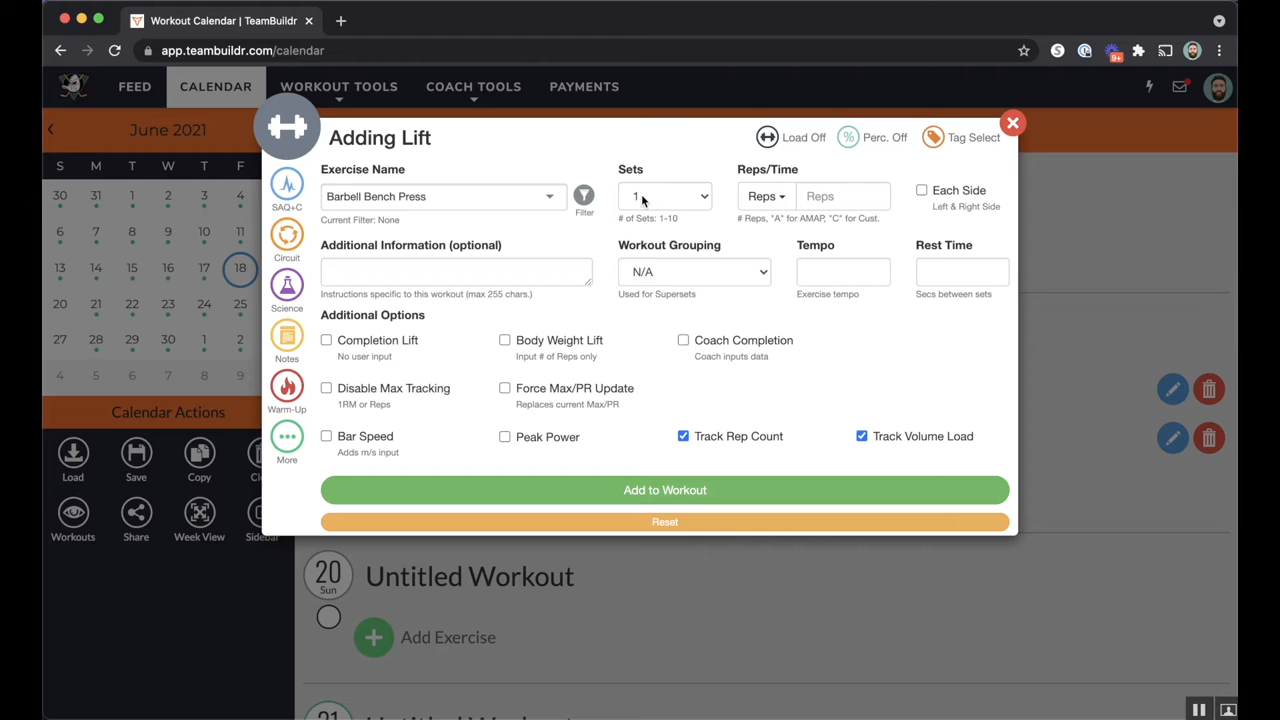 Workout Calendar | TeamBuildr
app.teambuildr.com/calendar
S
9+
FEED CALENDAR WORKOUT TOOLS COACH TOOLS PAYMENTS
June 2021
S M T W T F
30 31 1 2 3 4
6 7 8 9 10 11
13 14 15 16 17 18
20 21 22 23 24 25
27 28 29 30 1 2
4 5 6 7 8 9
Calendar Actions
Load Save Copy
Workouts Share Week View Sidebar
SAQ+C
Circuit
Science
Notes
Warm-Up
More
Adding Lift
Load Off % Perc. Off Tag Select
Exercise Name Sets Reps/Time
Barbell Bench Press 1 Reps Reps Each Side
Filter
Current Filter: None # of Sets: 1-10 # Reps, "A" for AMAP, "C" for Cust. Left & Right Side
Additional Information (optional) Workout Grouping Tempo Rest Time
N/A
Instructions specific to this workout (max 255 chars.) Used for Supersets Exercise tempo Secs between sets
Additional Options
Completion Lift Body Weight Lift Coach Completion
No user input Input # of Reps only Coach inputs data
Disable Max Tracking Force Max/PR Update
1RM or Reps Replaces current Max/PR
Bar Speed Peak Power Track Rep Count Track Volume Load
Adds m/s input
Add to Workout
Reset
20
Sun
Untitled Workout
Add Exercise